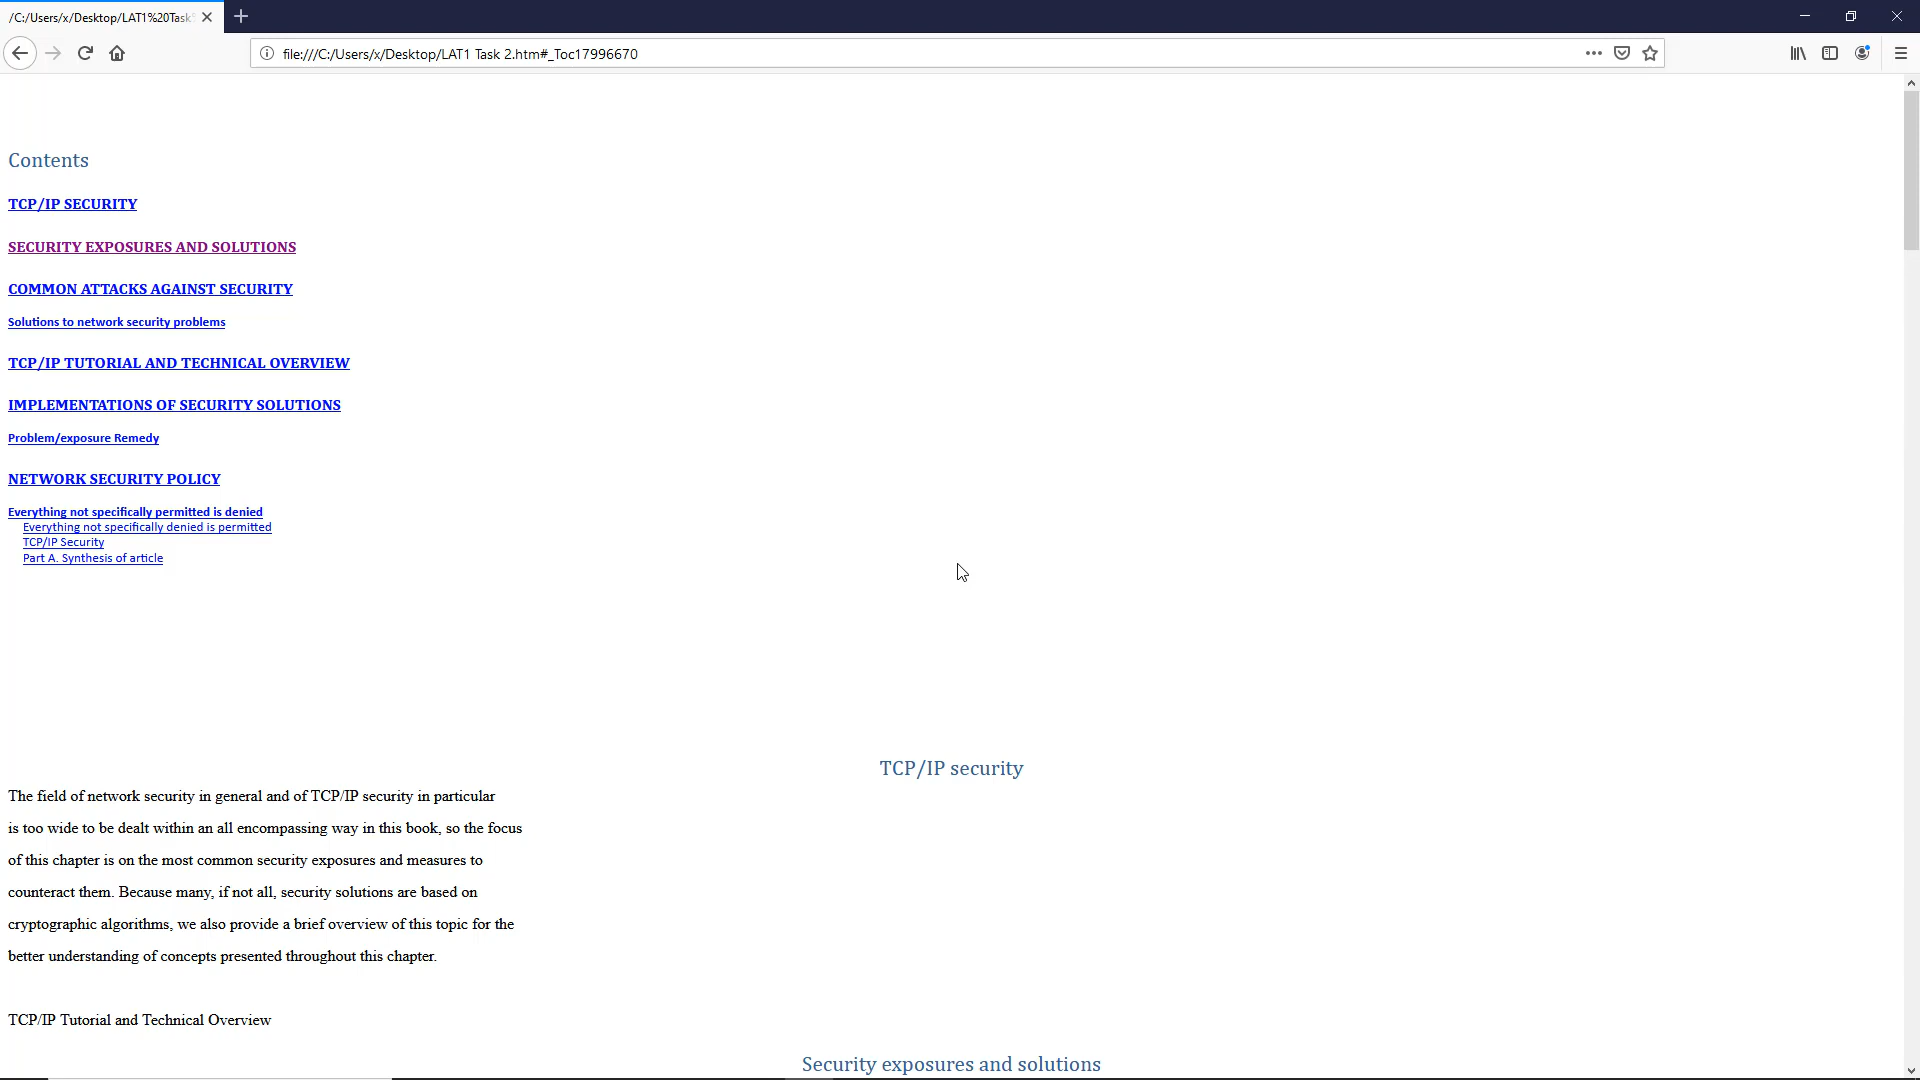 /C:/Users/x/Desktop/LAT1%20Task
file:///C:/Users/x/Desktop/LAT1 Task 2.htm#_Toc17996670
Contents
TCP/IP SECURITY
SECURITY EXPOSURES AND SOLUTIONS
COMMON ATTACKS AGAINST SECURITY
Solutions to network security problems
TCP/IP TUTORIAL AND TECHNICAL OVERVIEW
IMPLEMENTATIONS OF SECURITY SOLUTIONS
Problem/exposure Remedy
NETWORK SECURITY POLICY
Everything not specifically permitted is denied
Everything not specifically denied is permitted
TCP/IP Security
Part A. Synthesis of article
TCP/IP security
The field of network security in general and of TCP/IP security in particular
is too wide to be dealt within an all encompassing way in this book, so the focus
of this chapter is on the most common security exposures and measures to
counteract them. Because many, if not all, security solutions are based on
cryptographic algorithms, we also provide a brief overview of this topic for the
better understanding of concepts presented throughout this chapter.
TCP/IP Tutorial and Technical Overview
Security exposures and solutions